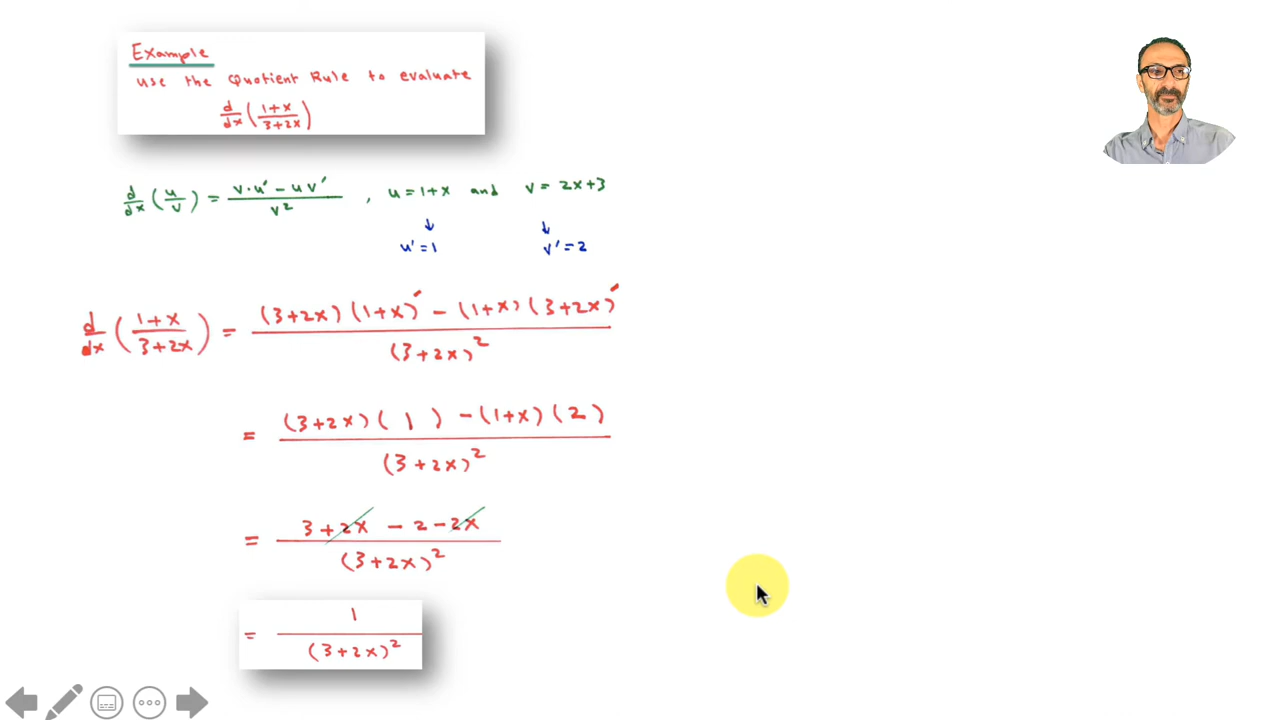 Example
Use the Quotient Rule to evaluate
d/dx (1+x / 3+2x)
d/dx (u/v) = v·u' − uv' / v² , u = 1+x and v = 2x+3
↓ ↓
u' = 1 v' = 2
d/dx (1+x / 3+2x) = (3+2x)(1+x)' − (1+x)(3+2x)' / (3+2x)²
= (3+2x)( 1 ) − (1+x)(2) / (3+2x)²
= 3+2x − 2 − 2x / (3+2x)²
= 1 / (3+2x)²